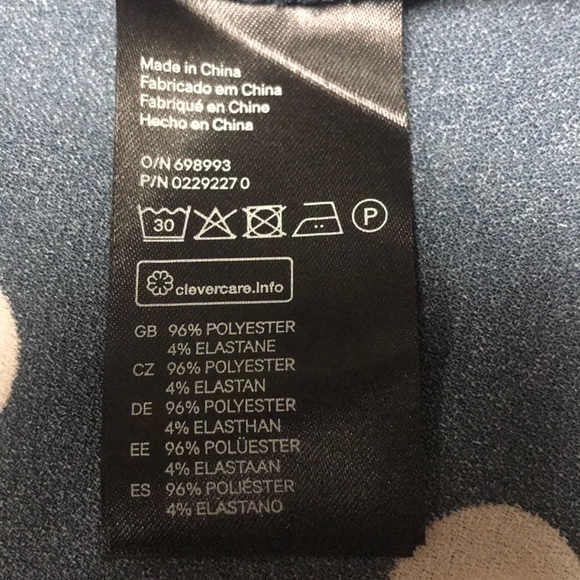 Made in China
Fabricado em China
Fabriqué en Chine
Hecho en China
O/N 698993
P/N 0229227 0
30 P
clevercare.info
GB 96% POLYESTER
4% ELASTANE
CZ 96% POLYESTER
4% ELASTAN
DE 96% POLYESTER
4% ELASTHAN
EE 96% POLÜESTER
4% ELASTAAN
ES 96% POLIÉSTER
4% ELASTANO